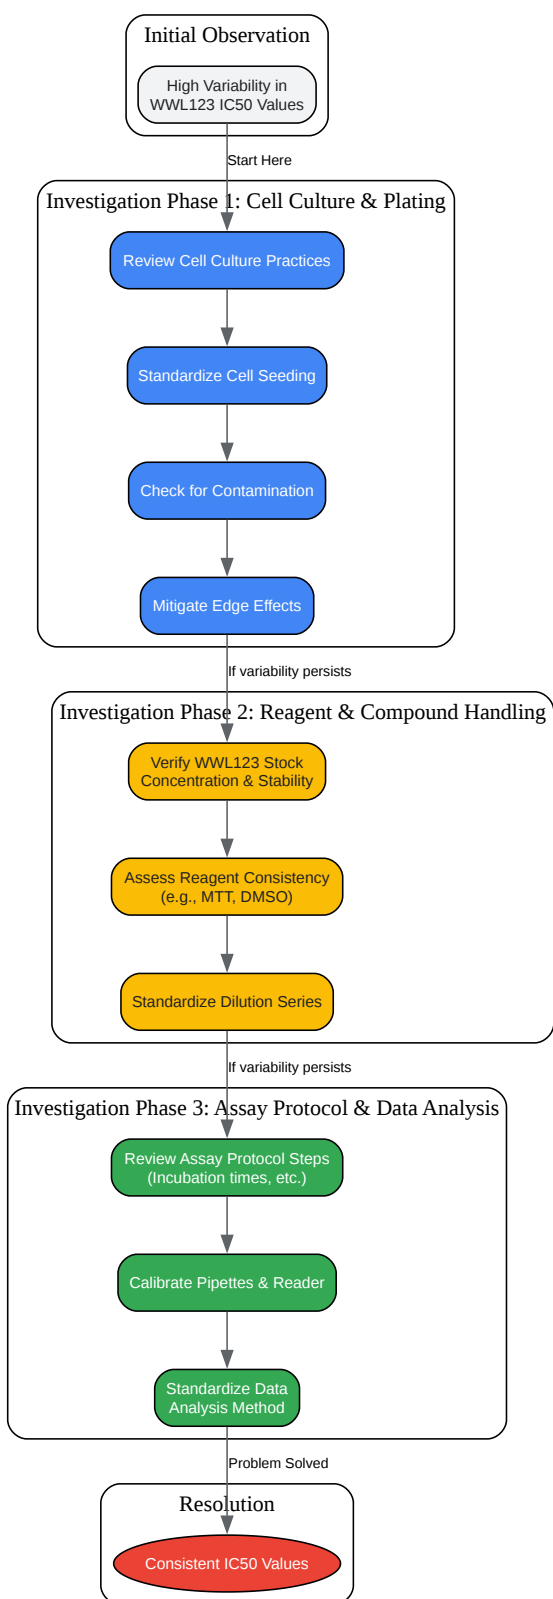 Initial Observation
High Variability in
WWL123 IC50 Values
Start Here
Investigation Phase 1: Cell Culture & Plating
Review Cell Culture Practices
Standardize Cell Seeding
Check for Contamination
Mitigate Edge Effects
If variability persists
Investigation Phase 2: Reagent & Compound Handling
Verify WWL123 Stock
Concentration & Stability
Assess Reagent Consistency
(e.g., MTT, DMSO)
Standardize Dilution Series
If variability persists
Investigation Phase 3: Assay Protocol & Data Analysis
Review Assay Protocol Steps
(Incubation times, etc.)
Calibrate Pipettes & Reader
Standardize Data
Analysis Method
Problem Solved
Resolution
Consistent IC50 Values